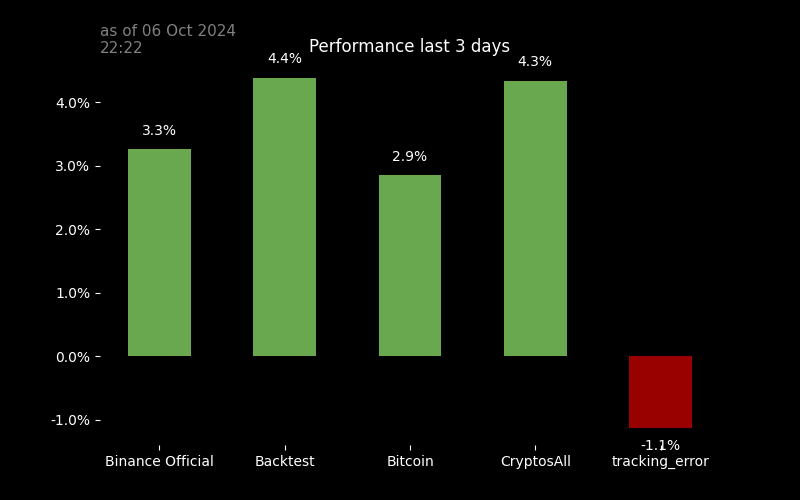 as of 06 Oct 2024
22:22
Performance last 3 days
4.4%
4.3%
3.3%
2.9%
-1.1%
4.0%
3.0%
2.0%
1.0%
0.0%
-1.0%
Binance Official
Backtest
Bitcoin
CryptosAll
tracking_error